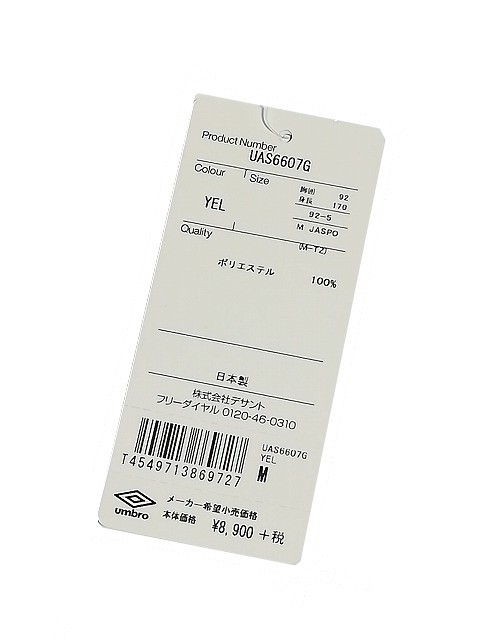 Product Number
UAS6607G
Colour Size
YEL
胸囲 92
身長 170
92-5
M JASPO
(M-TZ)
Quality
ポリエステル 100%
日本製
株式会社デサント
フリーダイヤル 0120-46-0310
UAS6607G
YEL
M
T4549713869727
umbro
メーカー希望小売価格
本体価格 ¥8,900+税